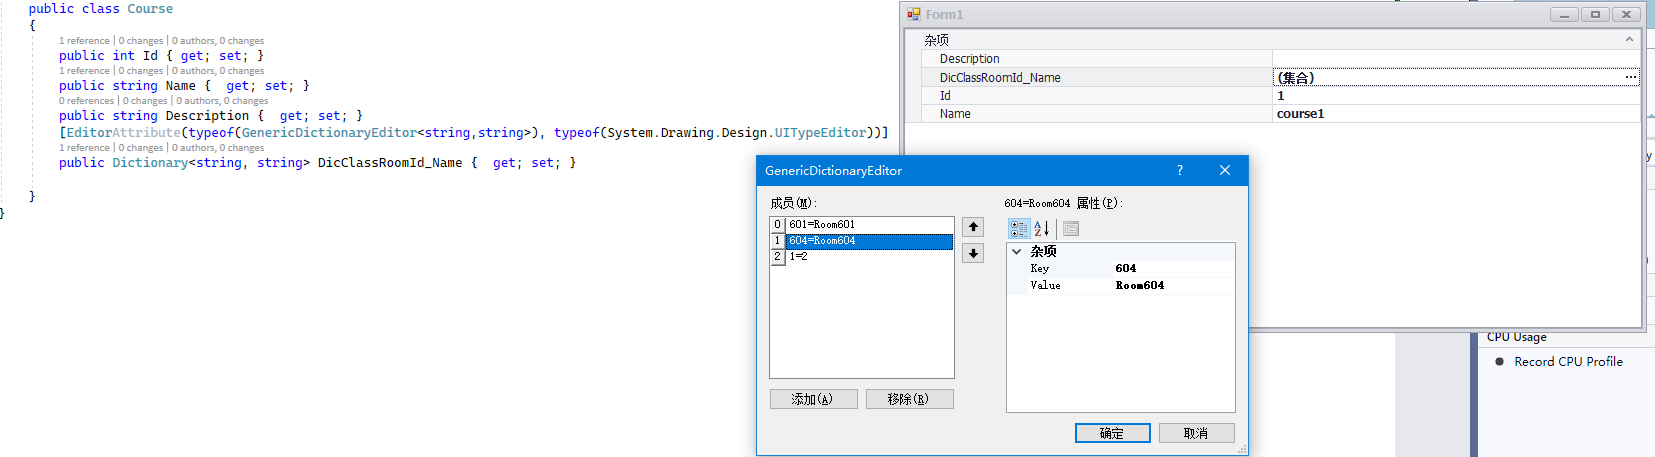 public class Course
{
1 reference | 0 changes | 0 authors, 0 changes
public int Id { get; set; }
1 reference | 0 changes | 0 authors, 0 changes
public string Name {  get; set; }
0 references | 0 changes | 0 authors, 0 changes
public string Description {  get; set; }
[EditorAttribute(typeof(GenericDictionaryEditor<string,string>), typeof(System.Drawing.Design.UITypeEditor))]
1 reference | 0 changes | 0 authors, 0 changes
public Dictionary<string, string> DicClassRoomId_Name {  get; set; }
}
}
Form1
杂项
Description
DicClassRoomId_Name (集合) ...
Id 1
Name course1
GenericDictionaryEditor ?
成员(M):
0 601=Room601
1 604=Room604
2 1=2
添加(A) 移除(R)
604=Room604 属性(P):
杂项
Key 604
Value Room604
确定 取消
CPU Usage
Record CPU Profile